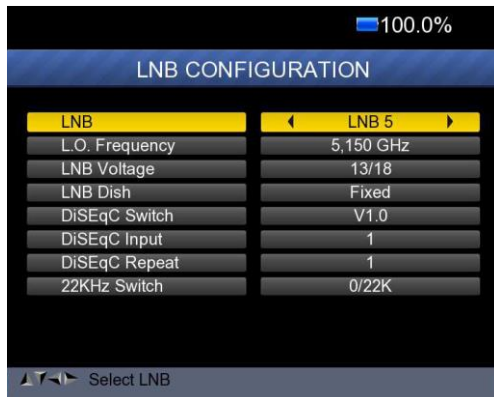 100.0%
LNB CONFIGURATION
LNB LNB 5
L.O. Frequency 5,150 GHz
LNB Voltage 13/18
LNB Dish Fixed
DiSEqC Switch V1.0
DiSEqC Input 1
DiSEqC Repeat 1
22KHz Switch 0/22K
Select LNB